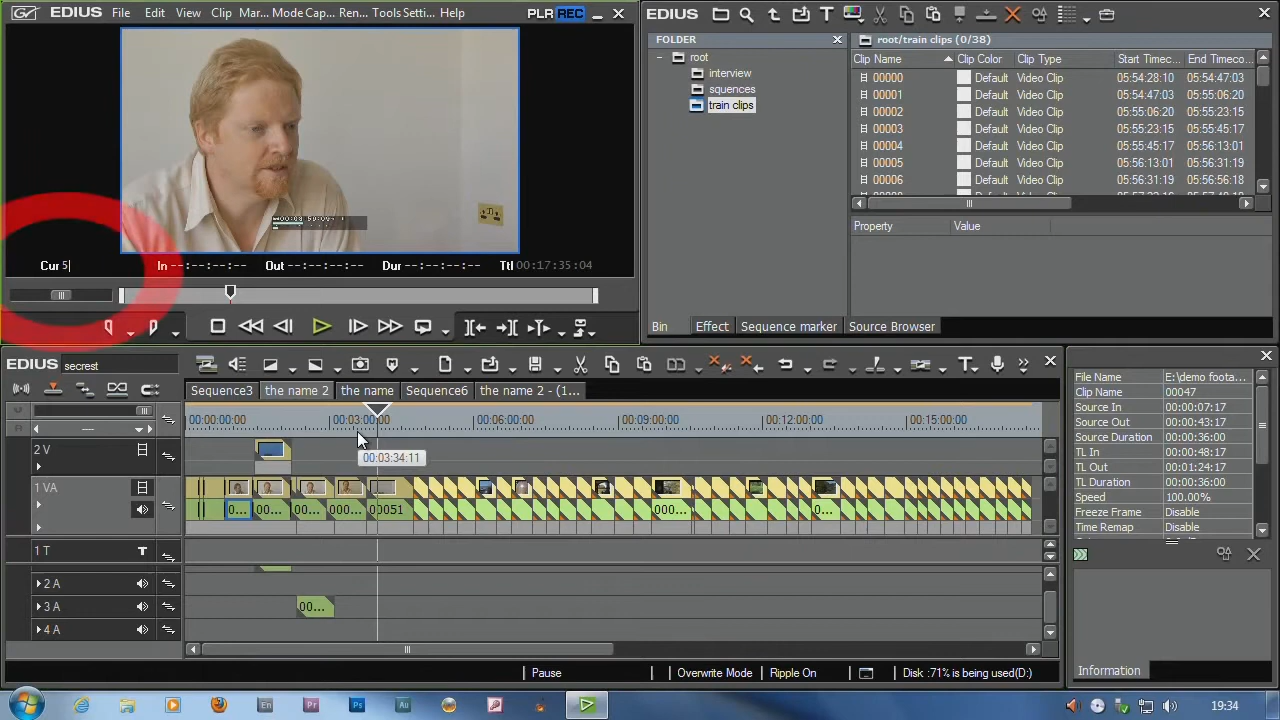 GV EDIUS File Edit View Clip Mar... Mode Cap... Ren... Tools Setti... Help PLR REC
Cur 5 In --:--:--:-- Out --:--:--:-- Dur --:--:--:-- Ttl 00:17:35:04
EDIUS
FOLDER
root
interview
squences
train clips
root/train clips (0/38)
Clip Name Clip Color Clip Type Start Timec... End Timeco...
00000 Default Video Clip 05:54:28:10 05:54:47:03
00001 Default Video Clip 05:54:47:03 05:55:06:20
00002 Default Video Clip 05:55:06:20 05:55:23:15
00003 Default Video Clip 05:55:23:15 05:55:45:17
00004 Default Video Clip 05:55:45:17 05:56:13:01
00005 Default Video Clip 05:56:13:01 05:56:31:19
00006 Default Video Clip 05:56:31:19 05:56:56:18
Property Value
Bin Effect Sequence marker Source Browser
EDIUS secrest
Sequence3 the name 2 the name Sequence6 the name 2 - (1...
00:00:00:00 00:03:00:00 00:06:00:00 00:09:00:00 00:12:00:00 00:15:00:00
00:03:34:11
2 V
1 VA
0... 00... 00... 000... 00051 000... 0...
1 T T
2 A
3 A 00...
4 A
Pause Overwrite Mode Ripple On Disk :71% is being used(D:)
File Name E:\demo foota...
Clip Name 00047
Source In 00:00:07:17
Source Out 00:00:43:17
Source Duration 00:00:36:00
TL In 00:00:48:17
TL Out 00:01:24:17
TL Duration 00:00:36:00
Speed 100.00%
Freeze Frame Disable
Time Remap Disable
Information
En Pr Ps Au
19:34